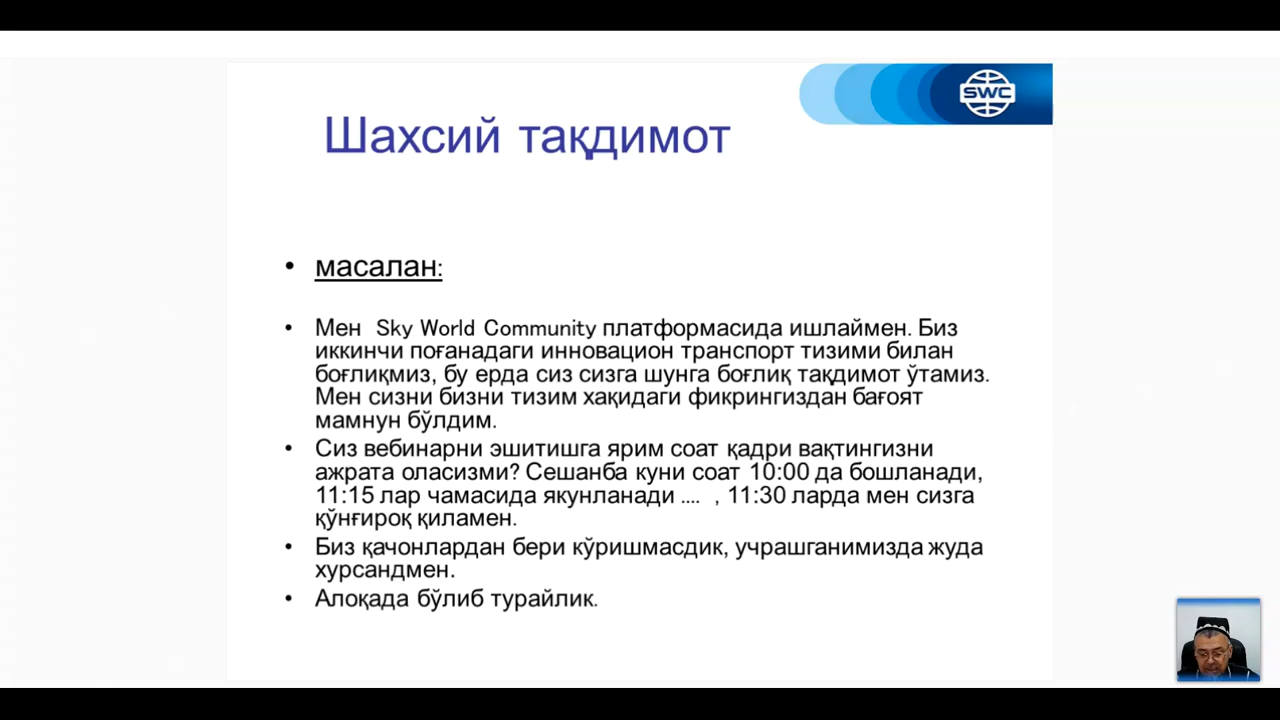 SWC
Шахсий тақдимот
• масалан:
• Мен Sky World Community платформасида ишлаймен. Биз
иккинчи поғанадаги инновацион транспорт тизими билан
боғлиқмиз, бу ерда сиз сизга шунга боғлиқ тақдимот ўтамиз.
Мен сизни бизни тизим хақидаги фикрингиздан бағоят
мамнун бўлдим.
• Сиз вебинарни эшитишга ярим соат қадри вақтингизни
ажрата оласизми? Сешанба куни соат 10:00 да бошланади,
11:15 лар чамасида якунланади .... , 11:30 ларда мен сизга
қўнғироқ қиламен.
• Биз қачонлардан бери кўришмасдик, учрашганимизда жуда
хурсандмен.
• Алоқада бўлиб турайлик.